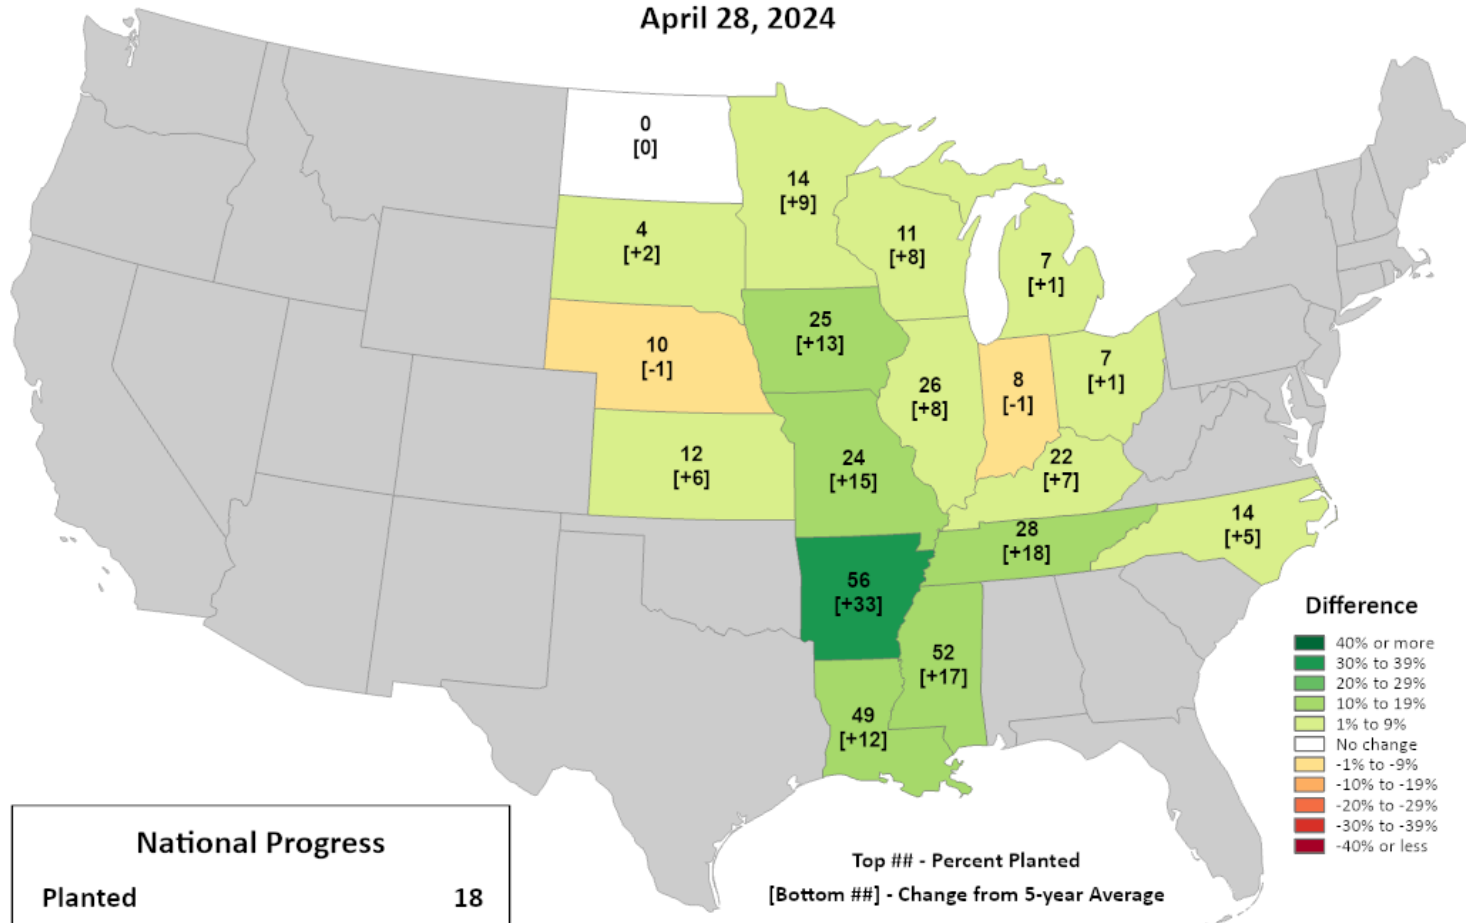 April 28, 2024
0
[0]
14
[+9]
4
[+2]
11
[+8]
7
[+1]
25
[+13]
10
[-1]
26
[+8]
8
[-1]
7
[+1]
12
[+6]
24
[+15]
22
[+7]
14
[+5]
28
[+18]
56
[+33]
52
[+17]
49
[+12]
Difference
40% or more
30% to 39%
20% to 29%
10% to 19%
1% to 9%
No change
-1% to -9%
-10% to -19%
-20% to -29%
-30% to -39%
-40% or less
National Progress
Planted 18
Top ## - Percent Planted
[Bottom ##] - Change from 5-year Average